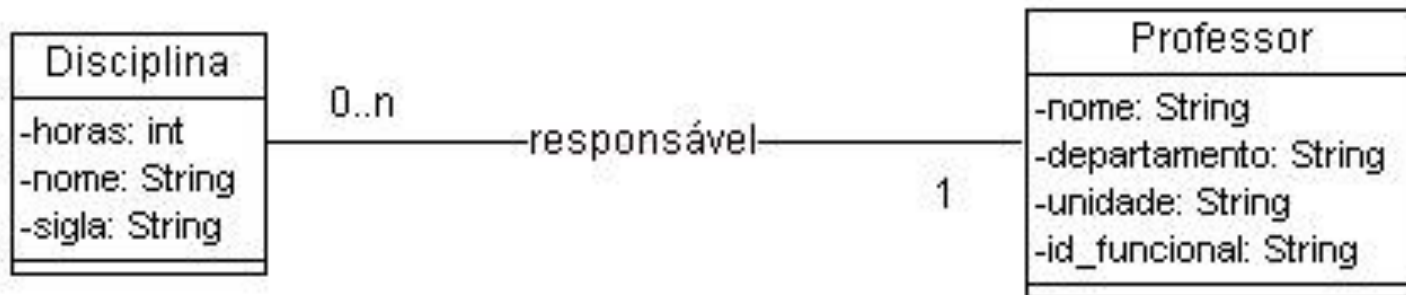 Disciplina
-horas: int
-nome: String
-sigla: String
0..n
responsável
1
Professor
-nome: String
-departamento: String
-unidade: String
-id_funcional: String